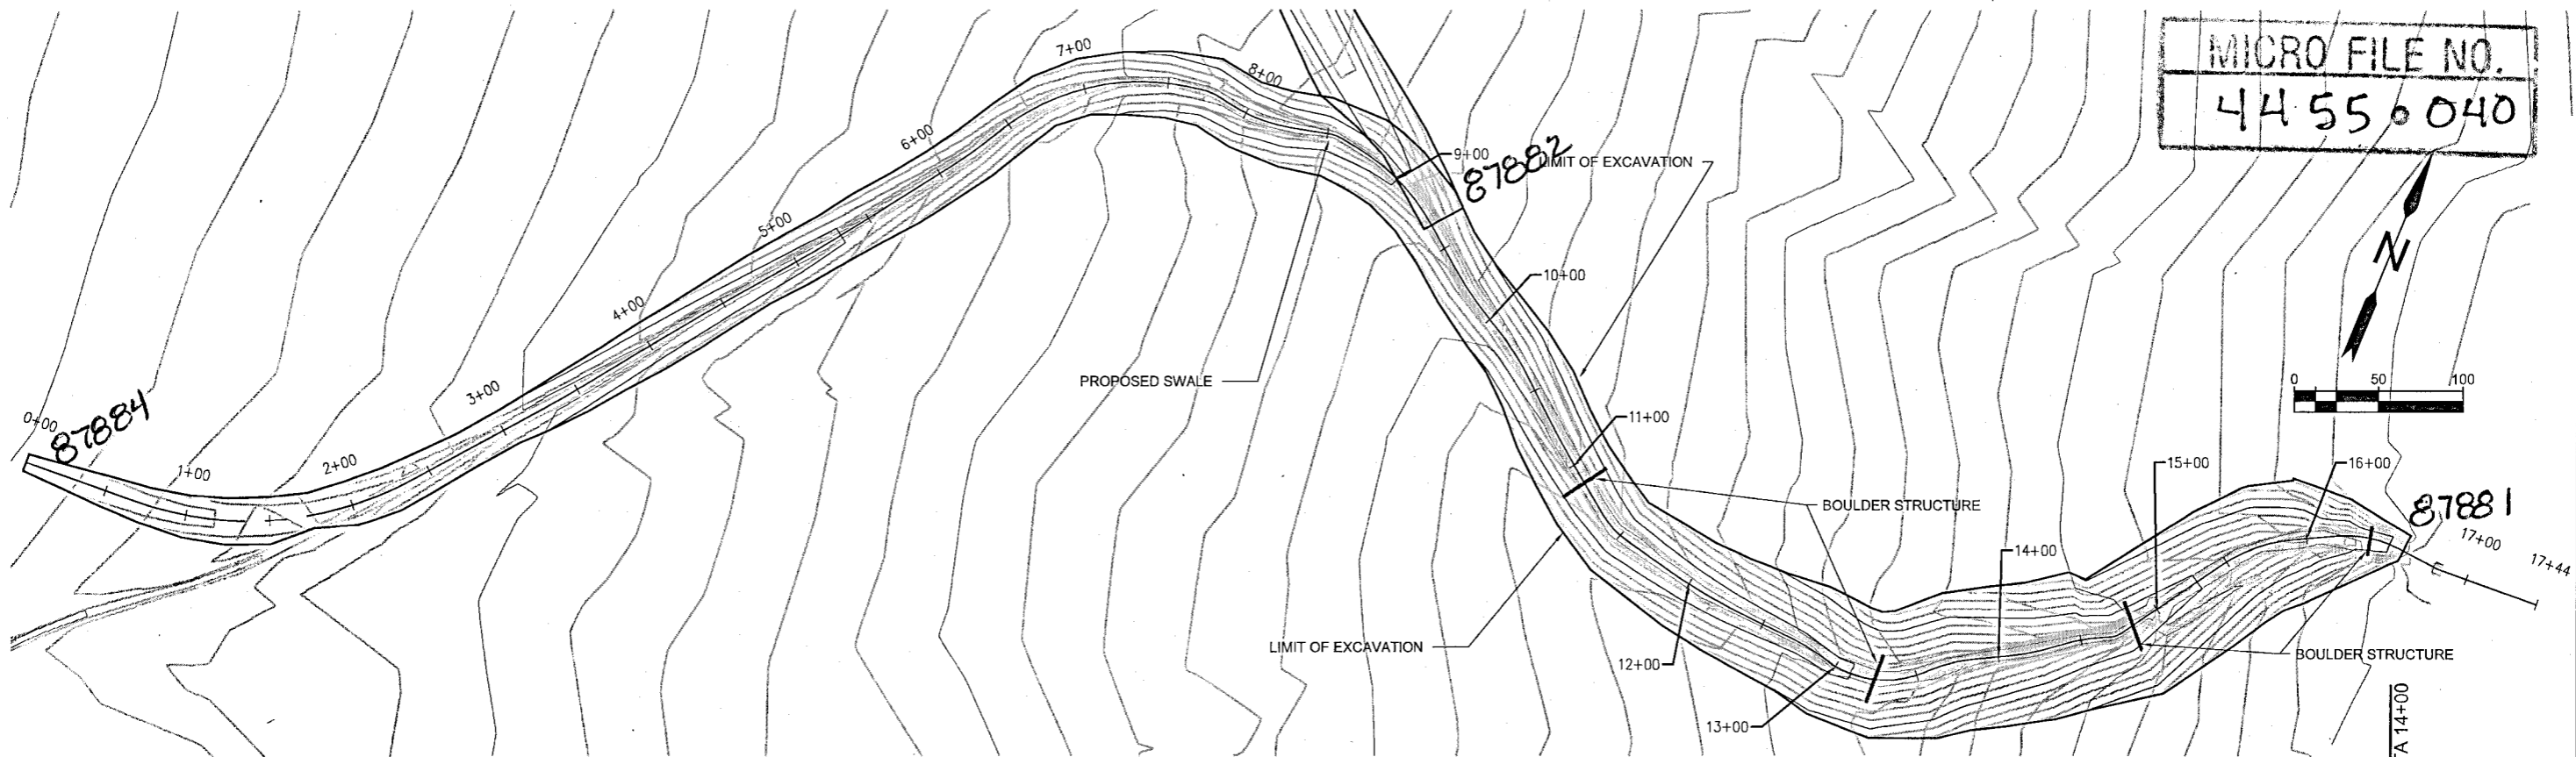 MICRO FILE NO.
4455.040
7+00
8+00
6+00
9+00
87882
LIMIT OF EXCAVATION
5+00
10+00
N
4+00
PROPOSED SWALE
0 50 100
3+00
0+00
87884
11+00
1+00
2+00
15+00
16+00
BOULDER STRUCTURE
87881
17+00
17+44
E
14+00
LIMIT OF EXCAVATION
12+00
BOULDER STRUCTURE
13+00
TA 14+00